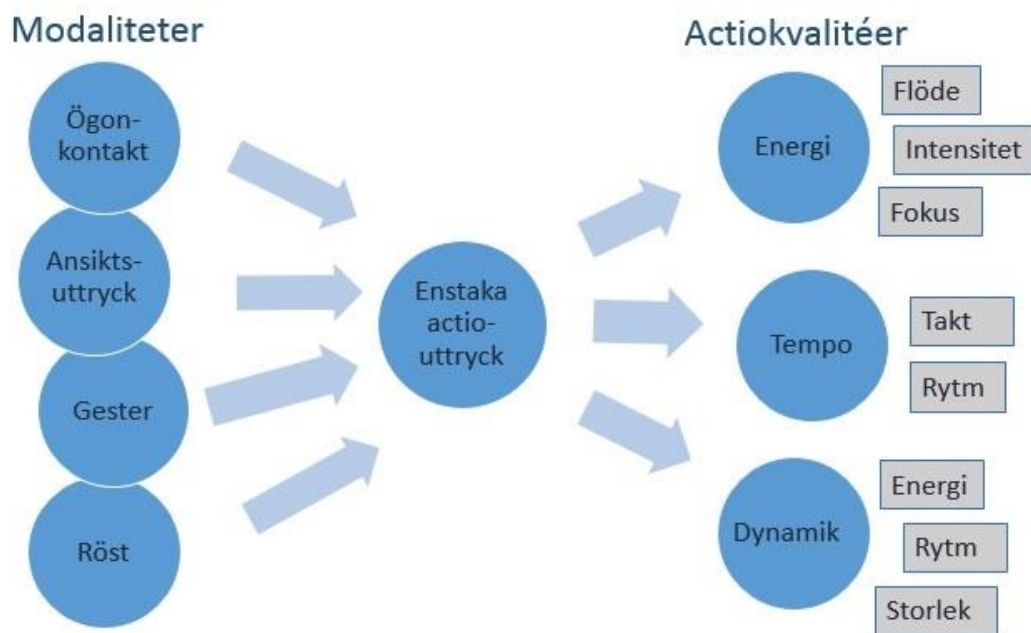 Modaliteter
Ögon-
kontakt
Ansikts-
uttryck
Gester
Röst
Enstaka
actio-
uttryck
Actiokvalitéer
Energi
Flöde
Intensitet
Fokus
Tempo
Takt
Rytm
Dynamik
Energi
Rytm
Storlek